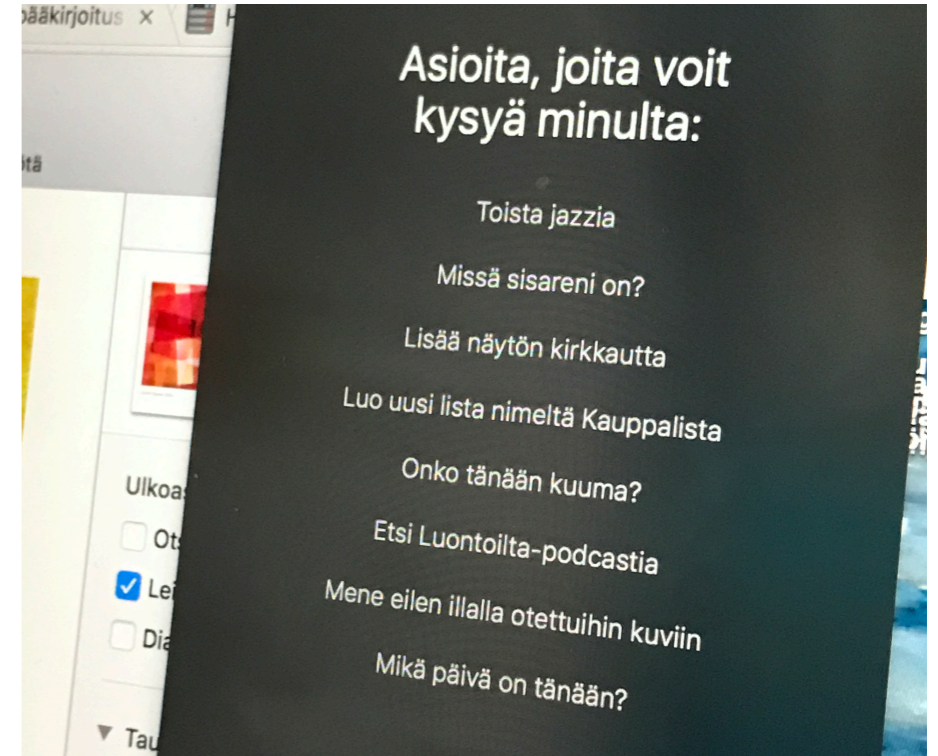 pääkirjoitus
Asioita, joita voit
kysyä minulta:
Toista jazzia
Missä sisareni on?
Lisää näytön kirkkautta
Luo uusi lista nimeltä Kauppalista
Onko tänään kuuma?
Etsi Luontoilta-podcastia
Mene eilen illalla otettuihin kuviin
Mikä päivä on tänään?